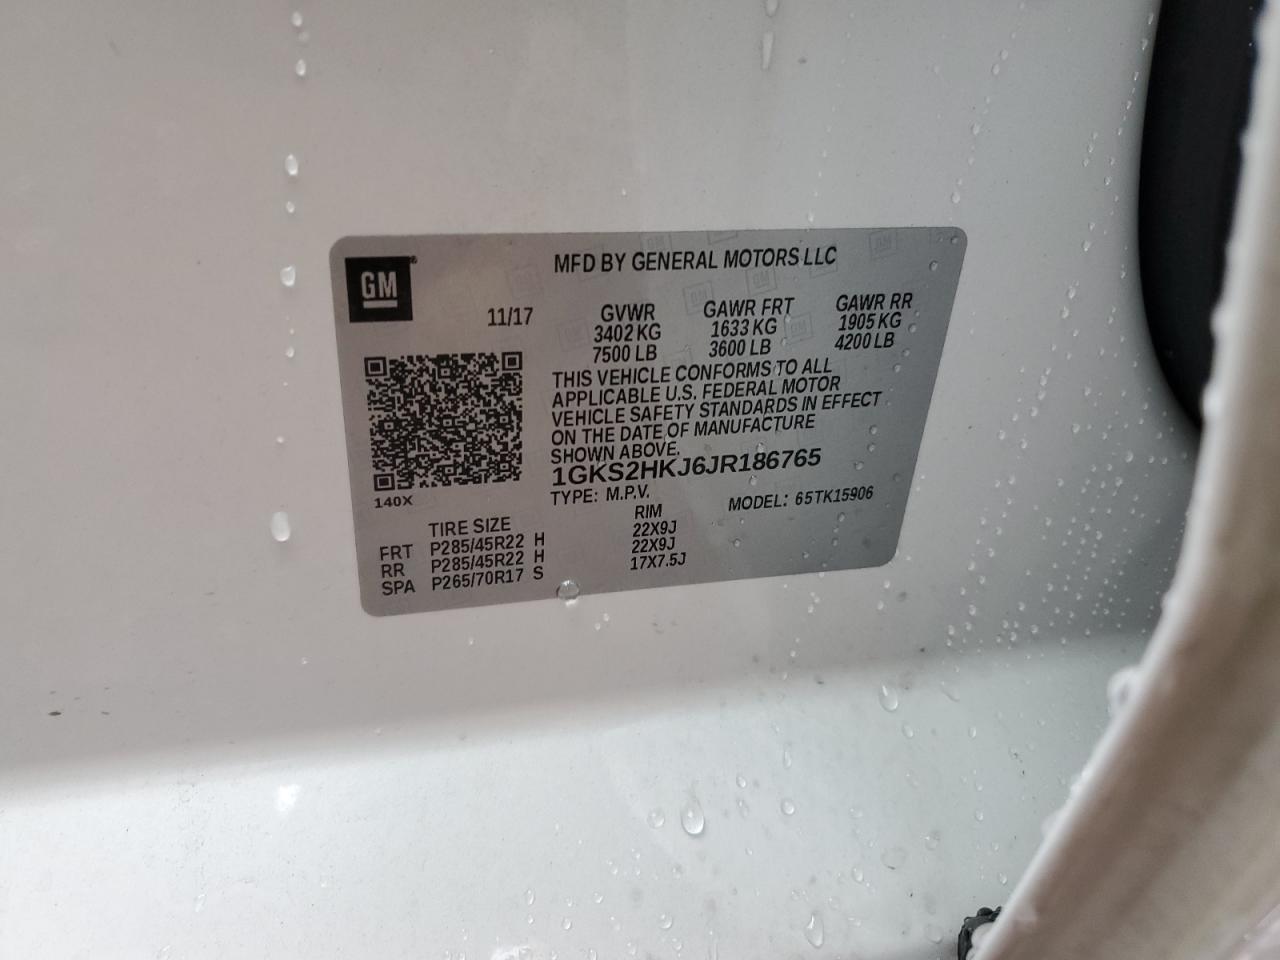 GM
MFD BY GENERAL MOTORS LLC
11/17 GVWR GAWR FRT GAWR RR
3402 KG 1633 KG 1905 KG
7500 LB 3600 LB 4200 LB
THIS VEHICLE CONFORMS TO ALL
APPLICABLE U.S. FEDERAL MOTOR
VEHICLE SAFETY STANDARDS IN EFFECT
ON THE DATE OF MANUFACTURE
SHOWN ABOVE.
1GKS2HKJ6JR186765
140X
TYPE: M.P.V. MODEL: 65TK15906
TIRE SIZE RIM
FRT P285/45R22 H 22X9J
RR P285/45R22 H 22X9J
SPA P265/70R17 S 17X7.5J